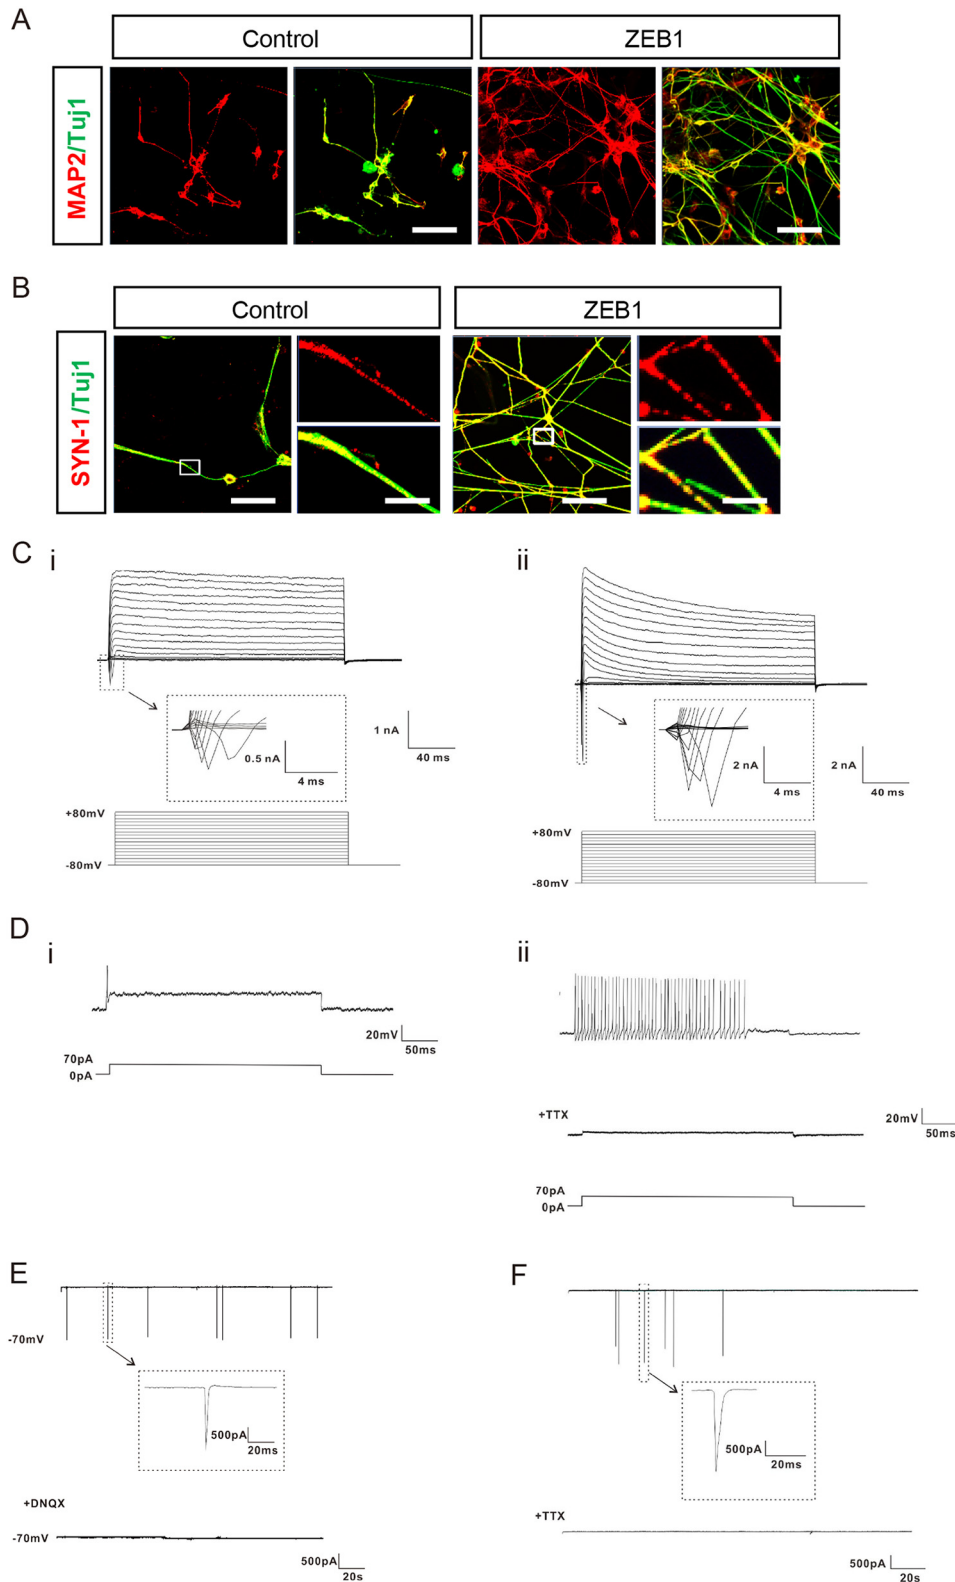 A
Control
ZEB1
MAP2/Tuj1
B
Control
ZEB1
SYN-1/Tuj1
C
i
ii
0.5 nA
4 ms
1 nA
40 ms
2 nA
4 ms
2 nA
40 ms
+80mV
-80mV
+80mV
-80mV
D
i
ii
20mV
50ms
70pA
0pA
+TTX
20mV
50ms
70pA
0pA
E
F
-70mV
500pA
20ms
500pA
20ms
+DNQX
-70mV
500pA
20s
+TTX
500pA
20s